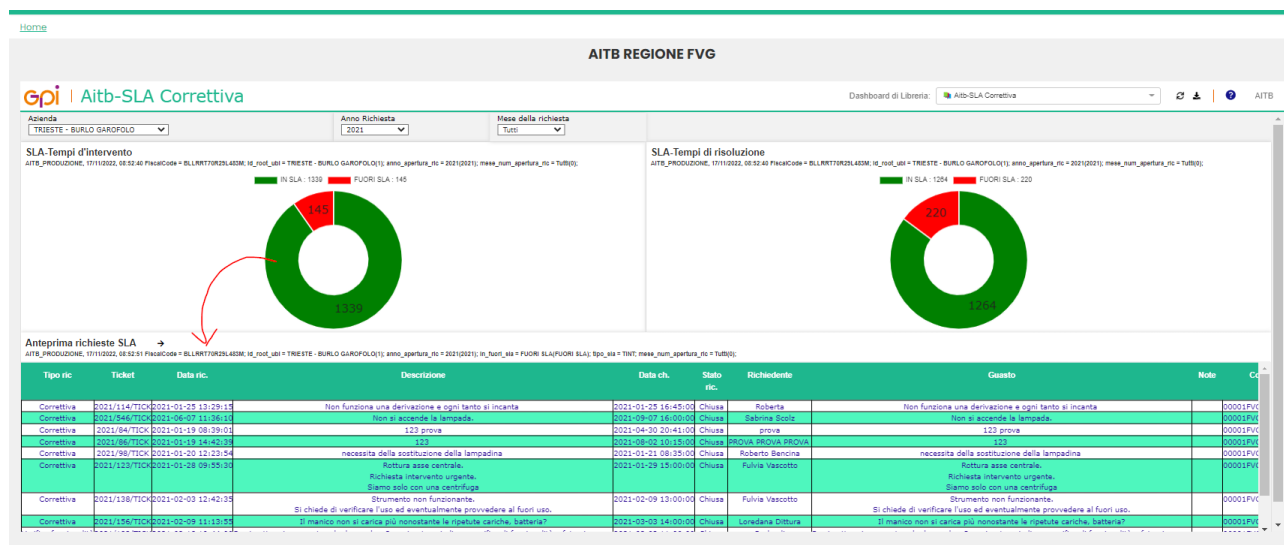 Home
AITB REGIONE FVG
Gpi | Aitb-SLA Correttiva
Dashboard di Libreria: Aitb-SLA Correttiva
AITB
Azienda Anno Richiesta Mese della richiesta
TRIESTE - BURLO GAROFOLO 2021 Tutti
SLA-Tempi d'intervento
AITB_PRODUZIONE, 17/11/2022, 08:52:40 FiscalCode = BLLRRT70R29L483M; id_root_ubi = TRIESTE - BURLO GAROFOLO(1); anno_apertura_ric = 2021(2021); mese_num_apertura_ric = Tutti(0);
IN SLA : 1339 FUORI SLA : 145
145
1339
SLA-Tempi di risoluzione
AITB_PRODUZIONE, 17/11/2022, 08:52:40 FiscalCode = BLLRRT70R29L483M; id_root_ubi = TRIESTE - BURLO GAROFOLO(1); anno_apertura_ric = 2021(2021); mese_num_apertura_ric = Tutti(0);
IN SLA : 1264 FUORI SLA : 220
220
1264
Anteprima richieste SLA →
AITB_PRODUZIONE, 17/11/2022, 08:52:51 FiscalCode = BLLRRT70R29L483M; id_root_ubi = TRIESTE - BURLO GAROFOLO(1); anno_apertura_ric = 2021(2021); in_fuori_sla = FUORI SLA(FUORI SLA); tipo_sla = TINT; mese_num_apertura_ric = Tutti(0);
Tipo ric Ticket Data ric. Descrizione Data ch. Stato ric. Richiedente Guasto Note Co
Correttiva 2021/114/TICK 2021-01-25 13:29:15 Non funziona una derivazione e ogni tanto si incanta 2021-01-25 16:45:00 Chiusa Roberta Non funziona una derivazione e ogni tanto si incanta 00001FVG
Correttiva 2021/546/TICK 2021-06-07 11:36:10 Non si accende la lampada. 2021-09-07 16:00:00 Chiusa Sabrina Scolz Non si accende la lampada. 00001FVG
Correttiva 2021/84/TICK 2021-01-19 08:39:01 123 prova 2021-04-30 20:41:00 Chiusa prova 123 prova 00001FVG
Correttiva 2021/86/TICK 2021-01-19 14:42:39 123 2021-08-02 10:15:00 Chiusa PROVA PROVA PROVA 123 00001FVG
Correttiva 2021/98/TICK 2021-01-20 12:23:54 necessita della sostituzione della lampadina 2021-01-21 08:35:00 Chiusa Roberto Bencina necessita della sostituzione della lampadina 00001FVG
Correttiva 2021/123/TICK 2021-01-28 09:55:30 Rottura asse centrale. 2021-01-29 15:00:00 Chiusa Fulvia Vascotto Rottura asse centrale. 00001FVG
Richiesta intervento urgente. Richiesta intervento urgente.
Siamo solo con una centrifuga Siamo solo con una centrifuga
Correttiva 2021/138/TICK 2021-02-03 12:42:35 Strumento non funzionante. 2021-02-09 13:00:00 Chiusa Fulvia Vascotto Strumento non funzionante. 00001FVG
Si chiede di verificare l'uso ed eventualmente provvedere al fuori uso. Si chiede di verificare l'uso ed eventualmente provvedere al fuori uso.
Correttiva 2021/156/TICK 2021-02-09 11:13:55 Il manico non si carica più nonostante le ripetute cariche, batteria? 2021-03-03 14:00:00 Chiusa Loredana Dittura Il manico non si carica più nonostante le ripetute cariche, batteria? 00001FVG